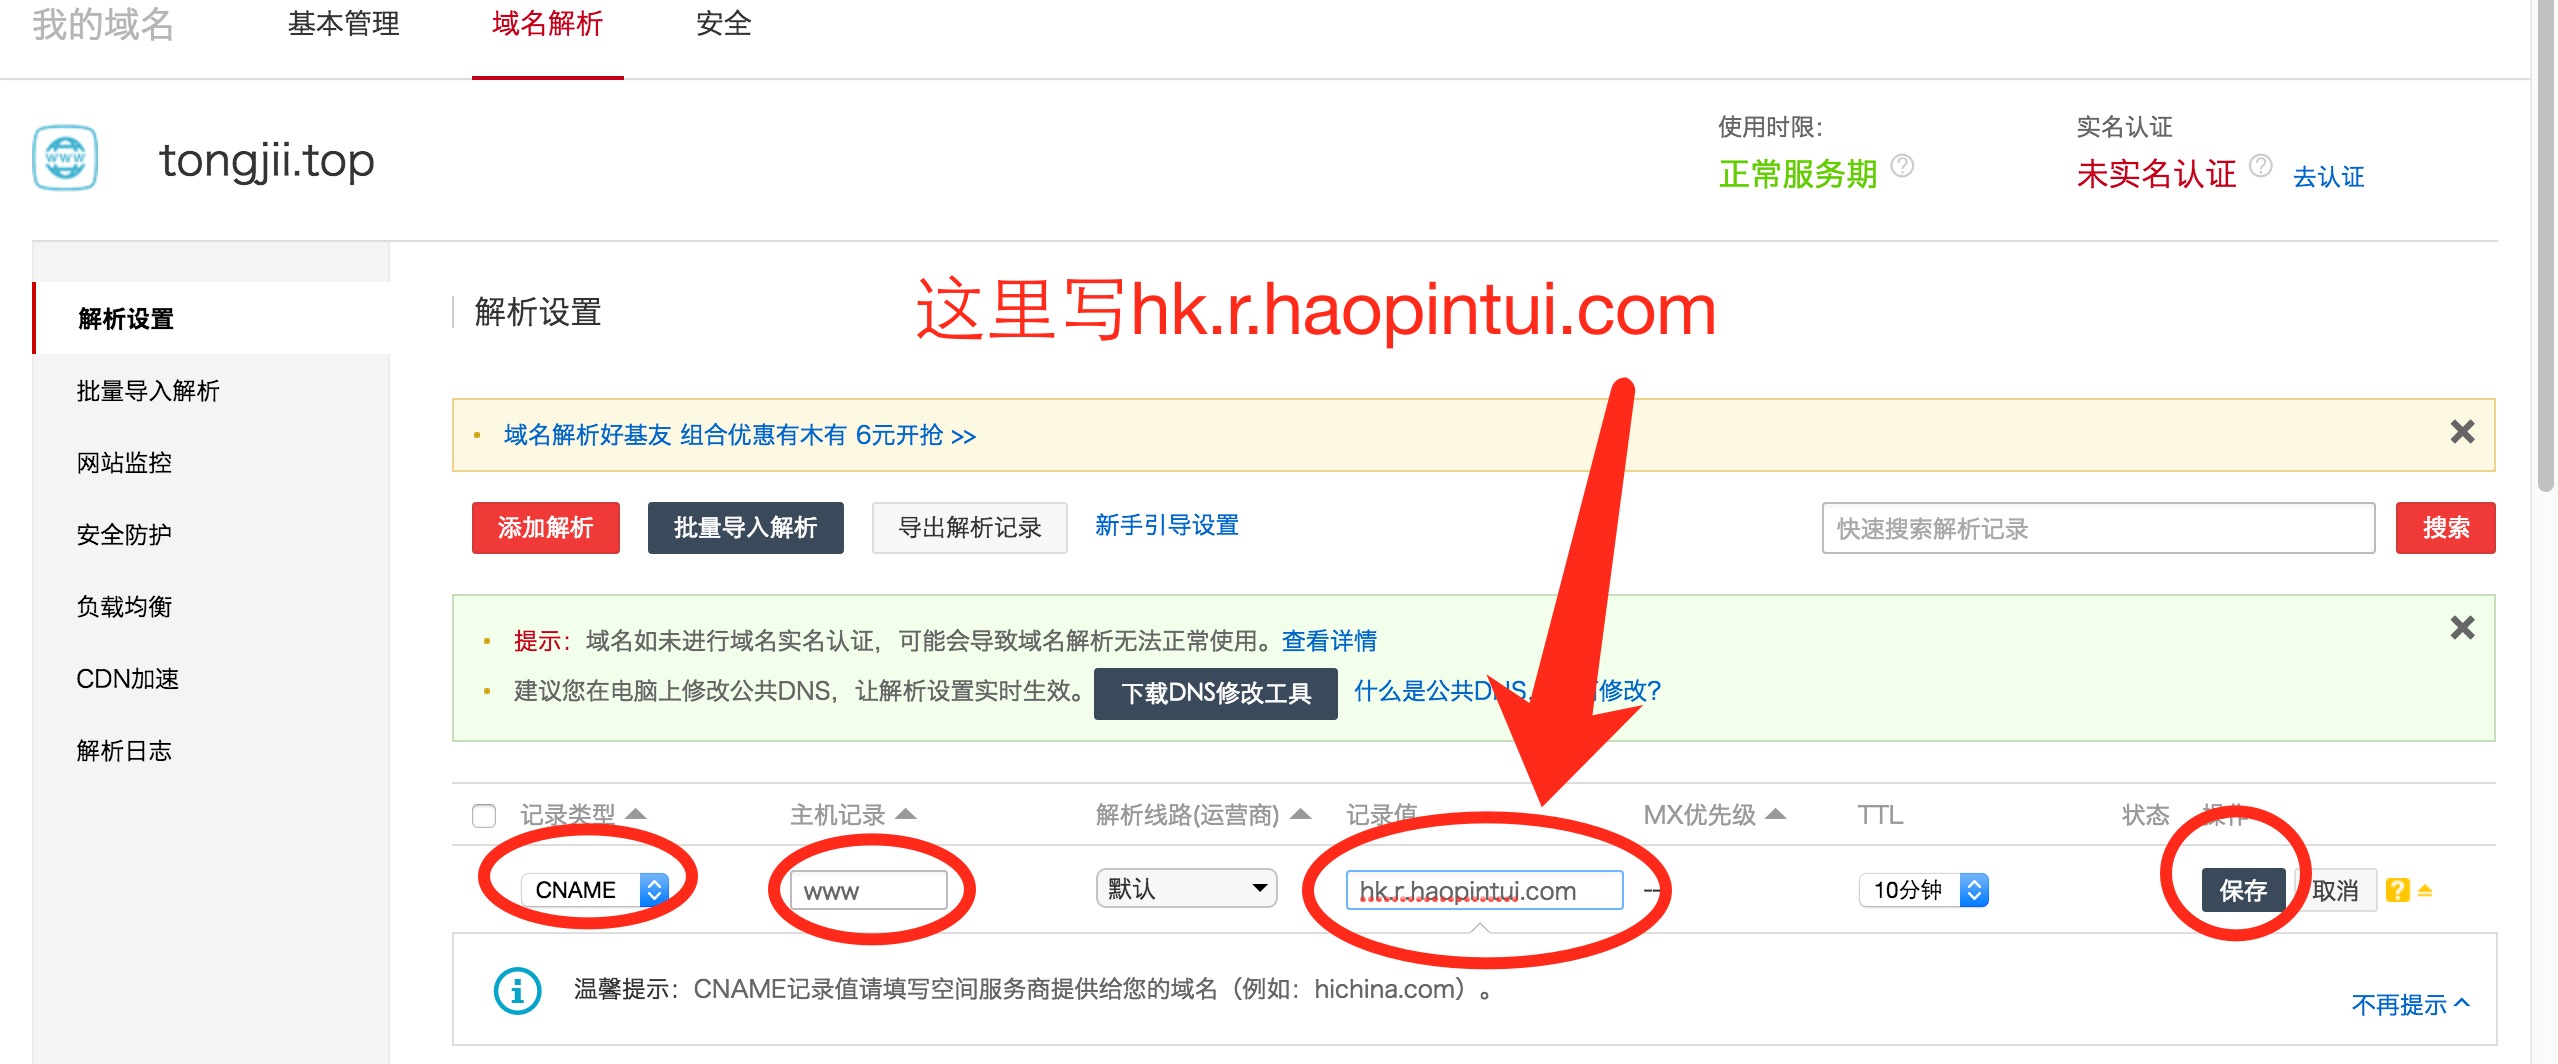 我的域名 基本管理 域名解析 安全
使用时限： 实名认证
tongjii.top 正常服务期 未实名认证 去认证
解析设置
批量导入解析
网站监控
安全防护
负载均衡
CDN加速
解析日志
解析设置
这里写hk.r.haopintui.com
域名解析好基友 组合优惠有木有 6元开抢 >>
添加解析 批量导入解析 导出解析记录 新手引导设置 快速搜索解析记录 搜索
提示：域名如未进行域名实名认证，可能会导致域名解析无法正常使用。查看详情
建议您在电脑上修改公共DNS，让解析设置实时生效。 下载DNS修改工具 什么是公共DNS, 修改?
记录类型 主机记录 解析线路(运营商) 记录值 MX优先级 TTL 状态 操作
CNAME www 默认 hk.r.haopintui.com -- 10分钟 保存 取消
温馨提示：CNAME记录值请填写空间服务商提供给您的域名（例如：hichina.com）。
不再提示